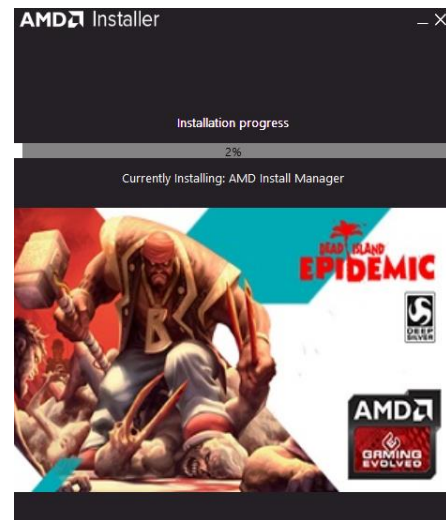 AMD Installer
Installation progress
2%
Currently Installing: AMD Install Manager
DEAD ISLAND
EPIDEMIC
B
DEEP
SILVER
AMD
GAMING
EVOLVED